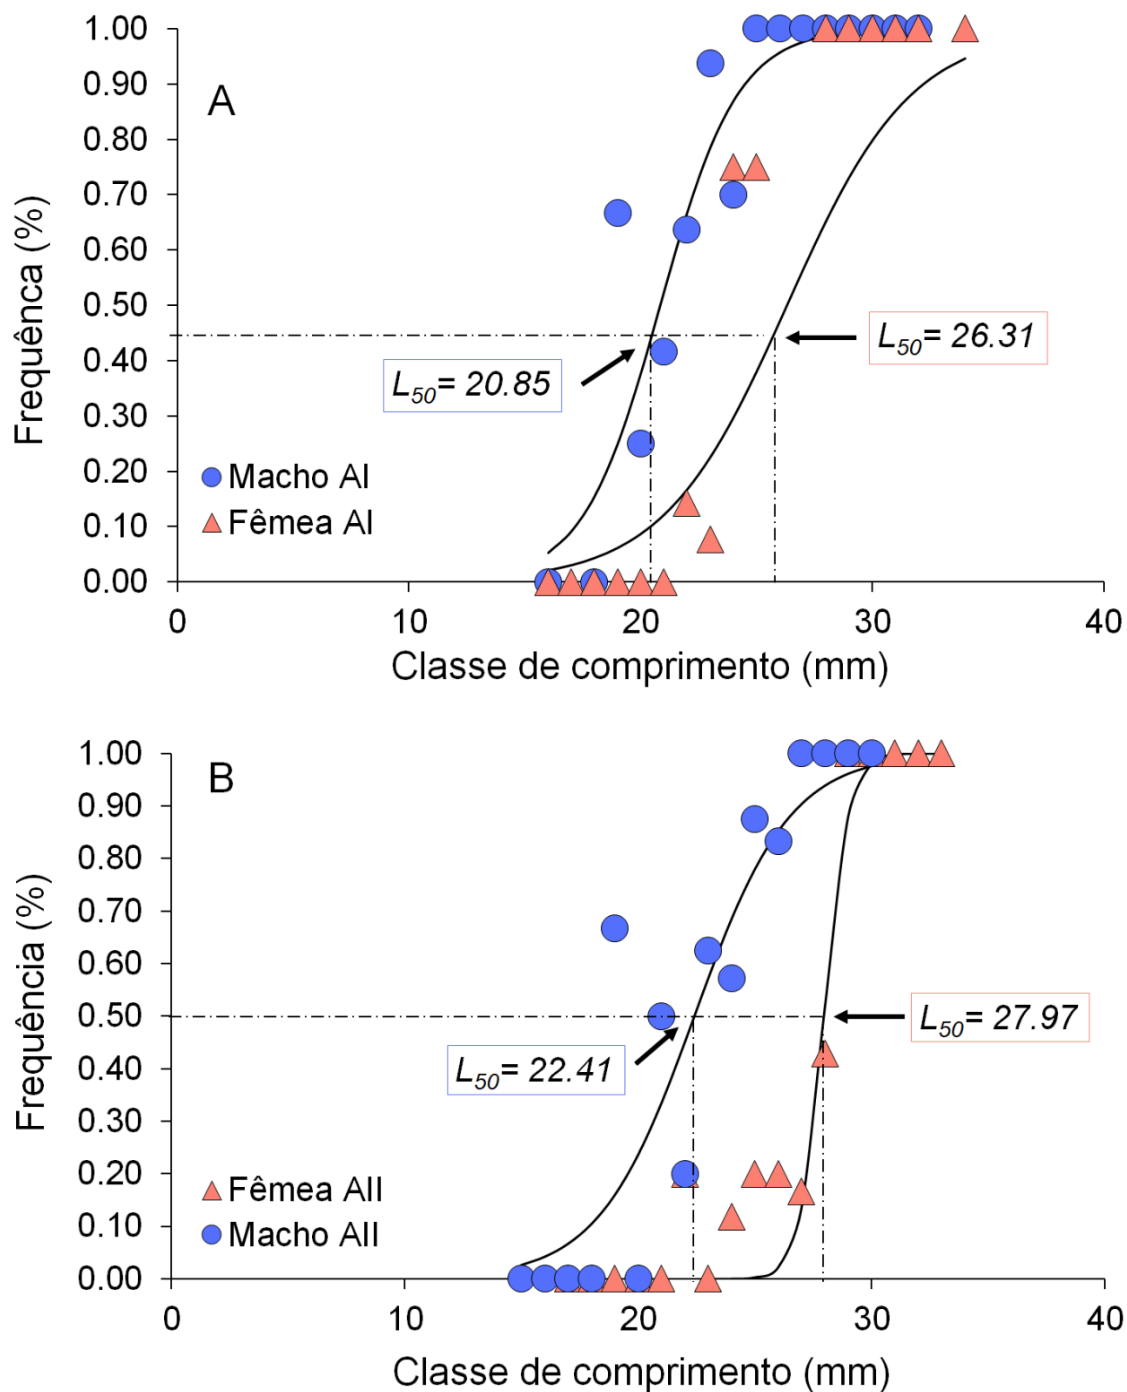 1.00
0.90
0.80
0.70
0.60
0.50
0.40
0.30
0.20
0.10
0.00
Frequênca (%)
A
L50= 26.31
L50= 20.85
Macho AI
Fêmea AI
0 10 20 30 40
Classe de comprimento (mm)
1.00
0.90
0.80
0.70
0.60
0.50
0.40
0.30
0.20
0.10
0.00
Frequência (%)
B
L50= 27.97
L50= 22.41
Fêmea AII
Macho AII
0 10 20 30 40
Classe de comprimento (mm)